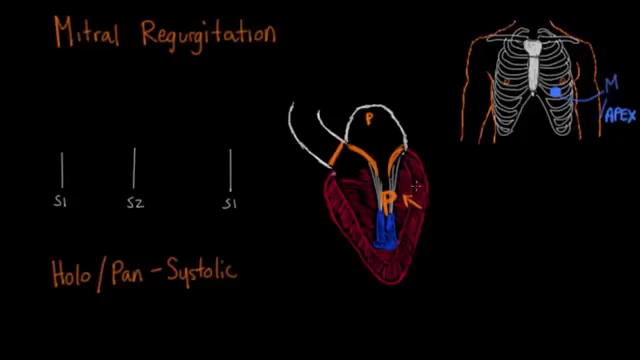 Mitral Regurgitation
M
/APEX
P
P
S1 S2 S1
Holo/Pan-Systolic